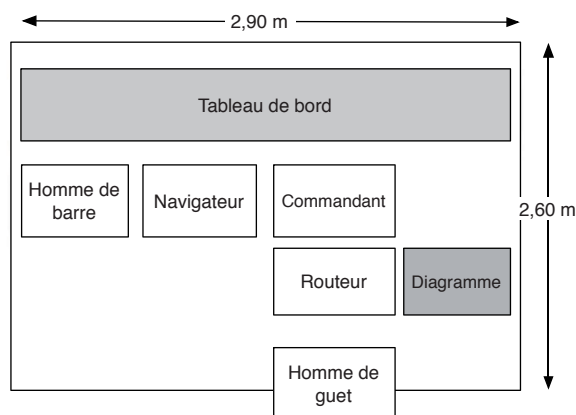 2,90 m
Tableau de bord
Homme de
barre
Navigateur
Commandant
2,60 m
Routeur
Diagramme
Homme de
guet